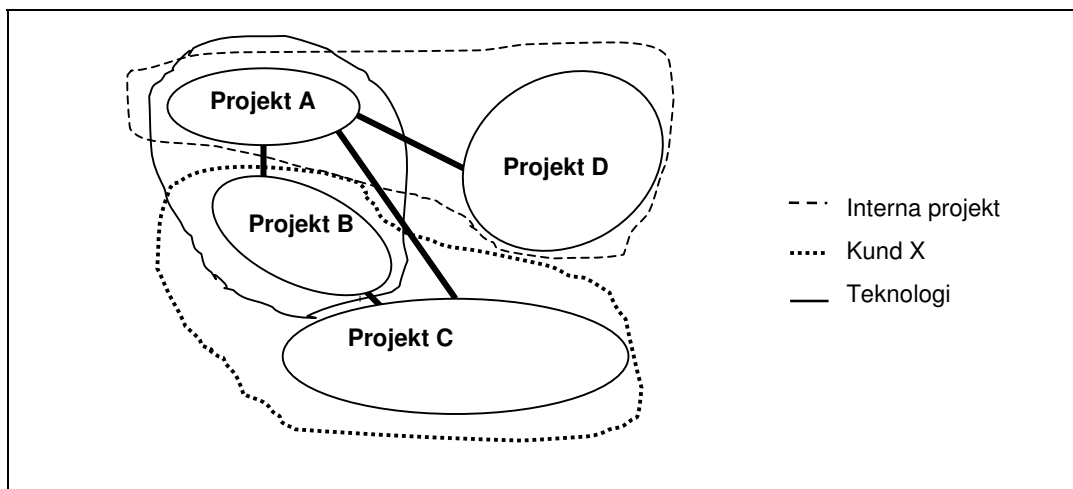 Projekt A
Projekt D
Projekt B
Projekt C
Interna projekt
Kund X
Teknologi